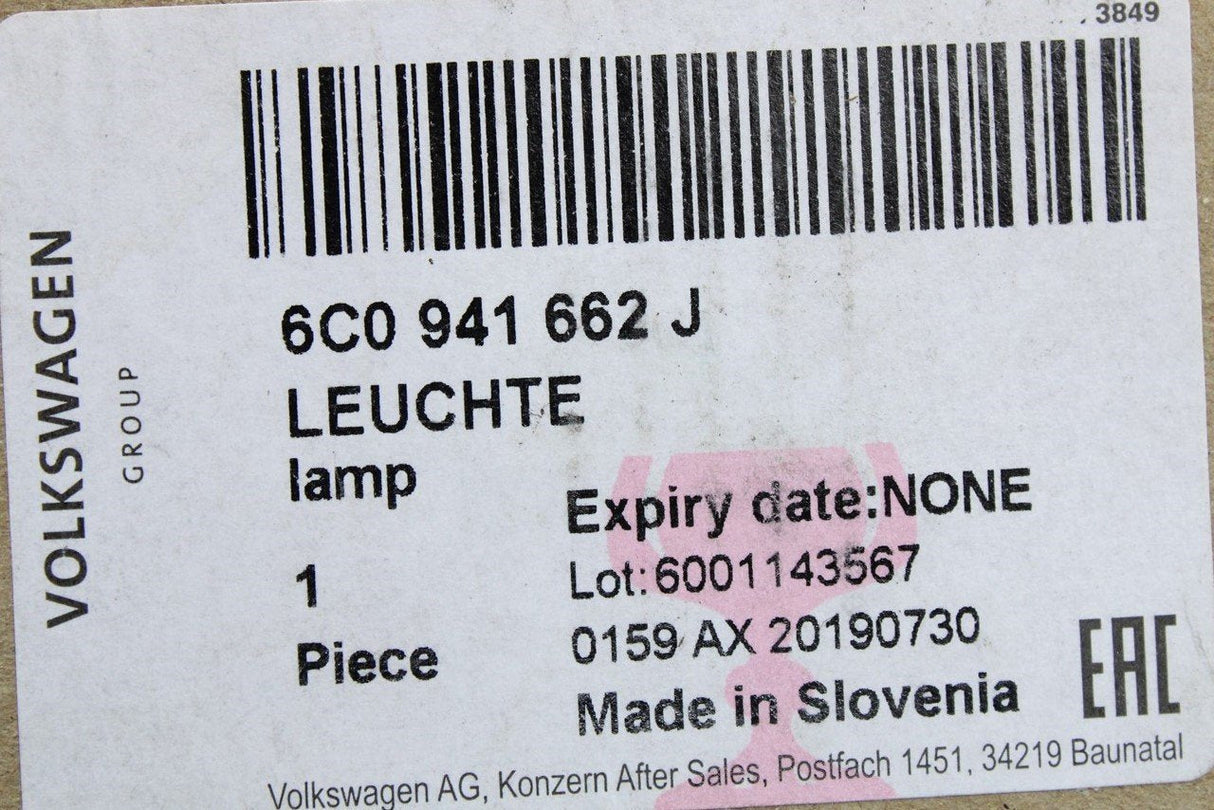 3849
VOLKSWAGEN
GROUP
6C0 941 662 J
LEUCHTE
lamp
Expiry date:NONE
1
Lot:6001143567
Piece
0159 AX 20190730
Made in Slovenia
EAC
Volkswagen AG, Konzern After Sales, Postfach 1451, 34219 Baunatal